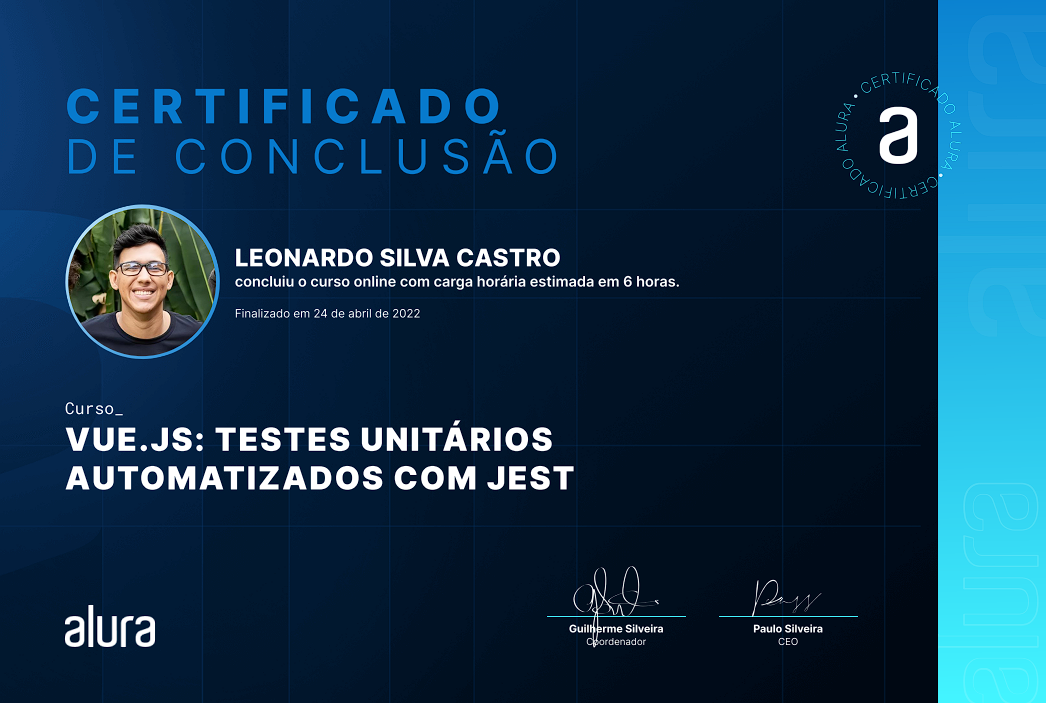 CERTIFICADO
DE CONCLUSÃO
• CERTIFICADO ALURA • CERTIFICADO ALURA
a
LEONARDO SILVA CASTRO
concluiu o curso online com carga horária estimada em 6 horas.
Finalizado em 24 de abril de 2022
Curso_
VUE.JS: TESTES UNITÁRIOS
AUTOMATIZADOS COM JEST
alura
Guilherme Silveira
Coordenador
Paulo Silveira
CEO
alura
alura
alura